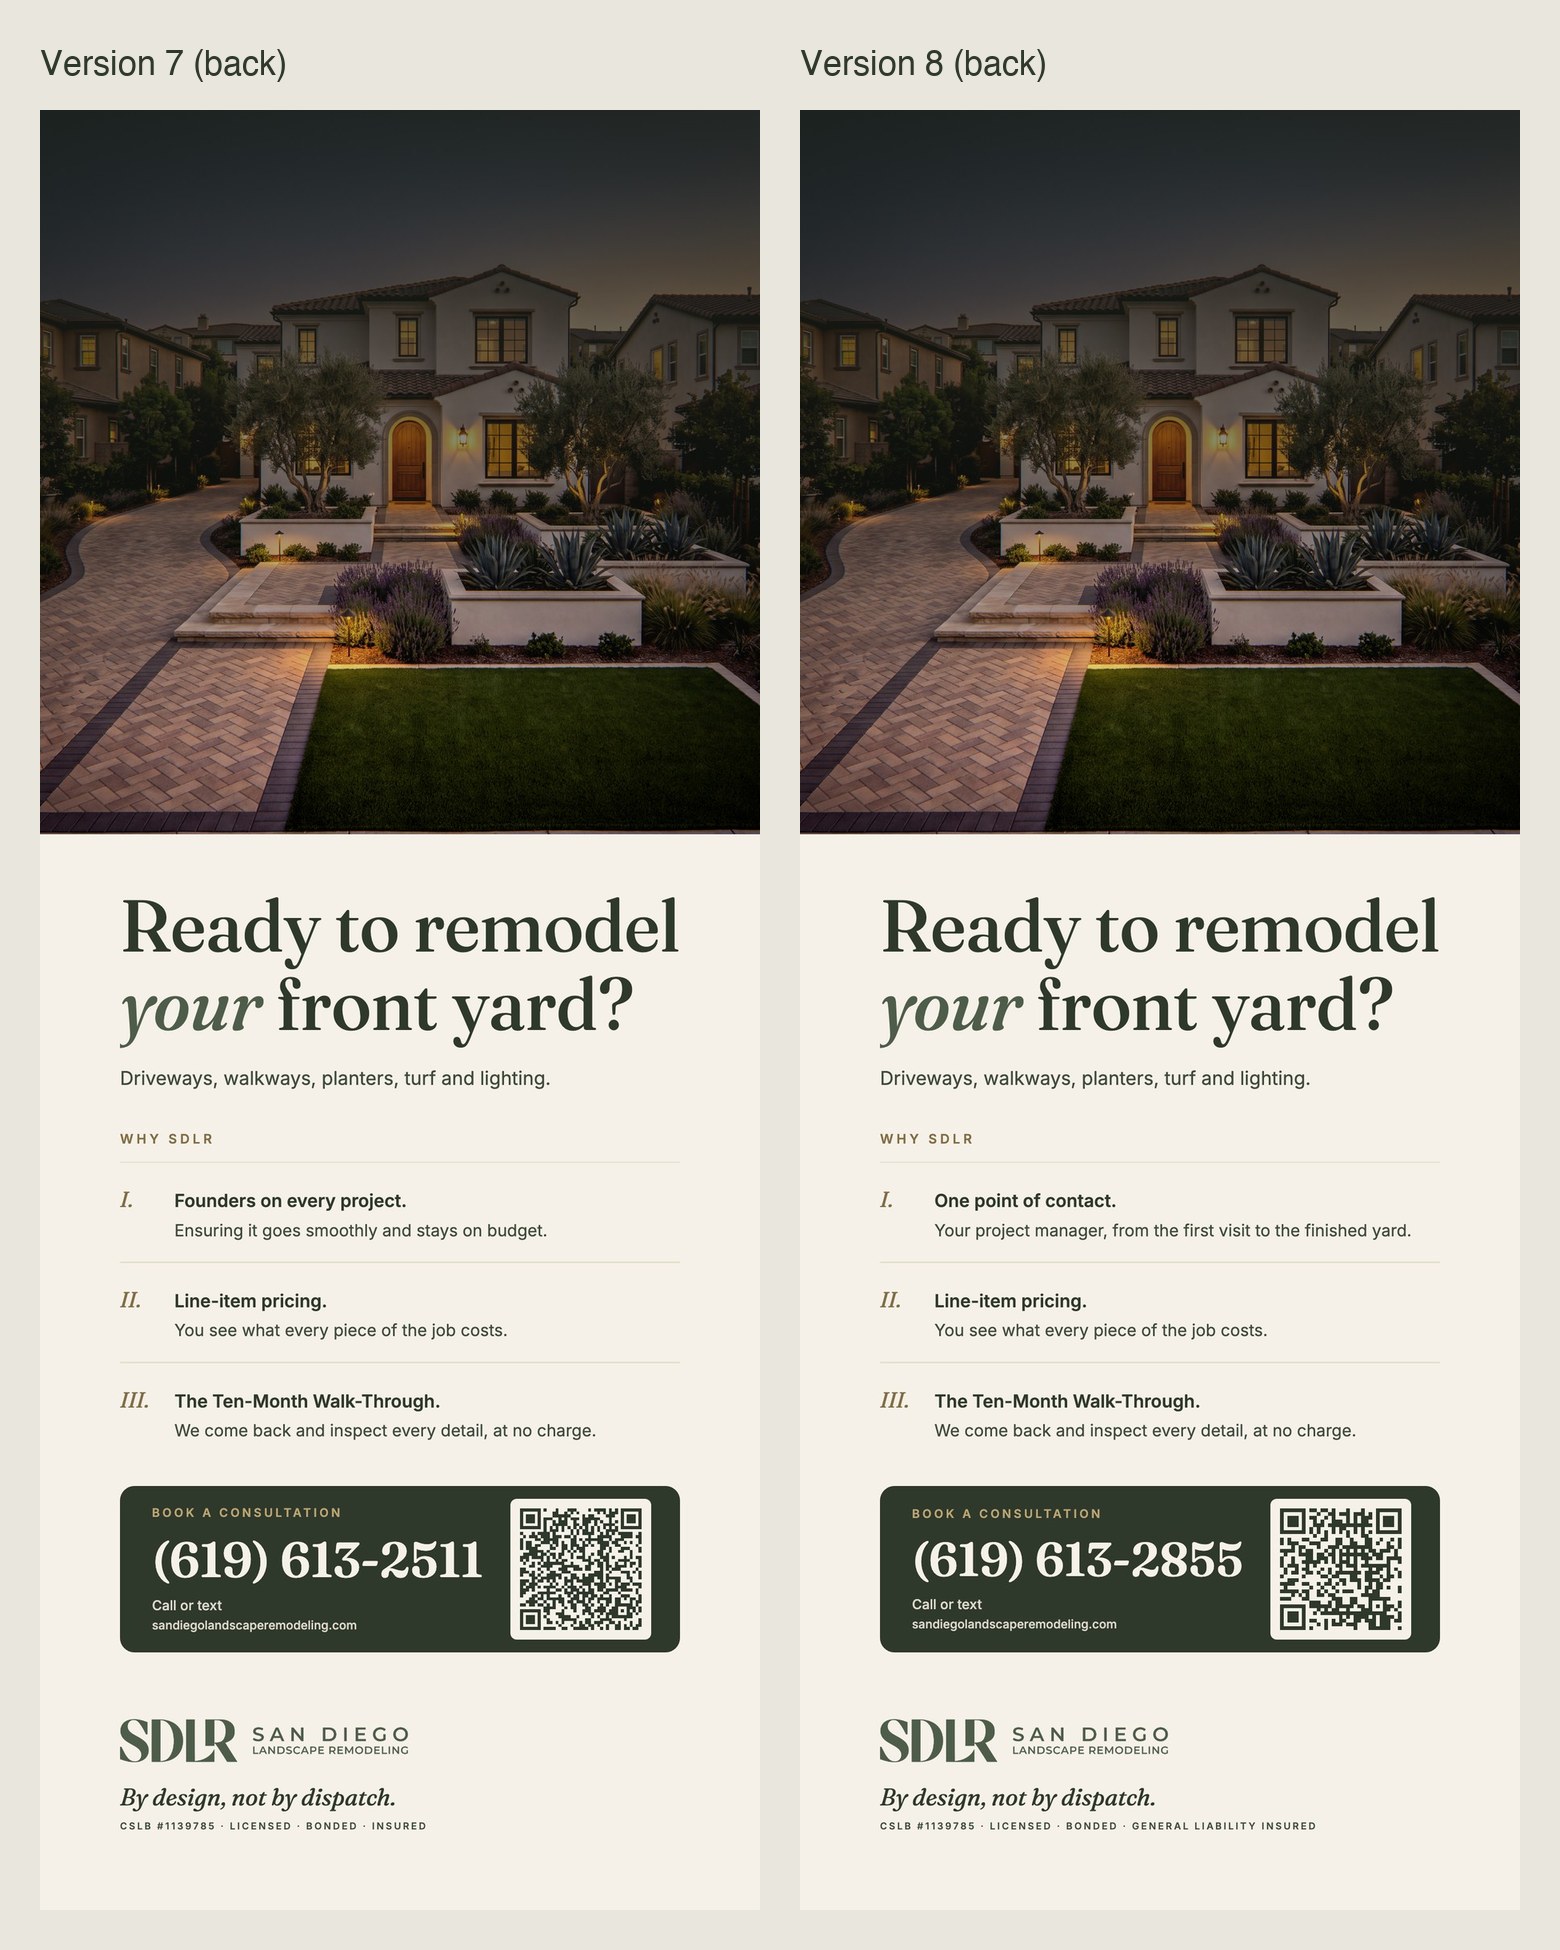 Version 7 (back)
Ready to remodel
your front yard?
Driveways, walkways, planters, turf and lighting.
WHY SDLR
I. Founders on every project.
Ensuring it goes smoothly and stays on budget.
II. Line-item pricing.
You see what every piece of the job costs.
III. The Ten-Month Walk-Through.
We come back and inspect every detail, at no charge.
BOOK A CONSULTATION
(619) 613-2511
Call or text
sandiegolandscaperemodeling.com
SDLR SAN DIEGO
LANDSCAPE REMODELING
By design, not by dispatch.
CSLB #1139785 · LICENSED · BONDED · INSURED
Version 8 (back)
Ready to remodel
your front yard?
Driveways, walkways, planters, turf and lighting.
WHY SDLR
I. One point of contact.
Your project manager, from the first visit to the finished yard.
II. Line-item pricing.
You see what every piece of the job costs.
III. The Ten-Month Walk-Through.
We come back and inspect every detail, at no charge.
BOOK A CONSULTATION
(619) 613-2855
Call or text
sandiegolandscaperemodeling.com
SDLR SAN DIEGO
LANDSCAPE REMODELING
By design, not by dispatch.
CSLB #1139785 · LICENSED · BONDED · GENERAL LIABILITY INSURED